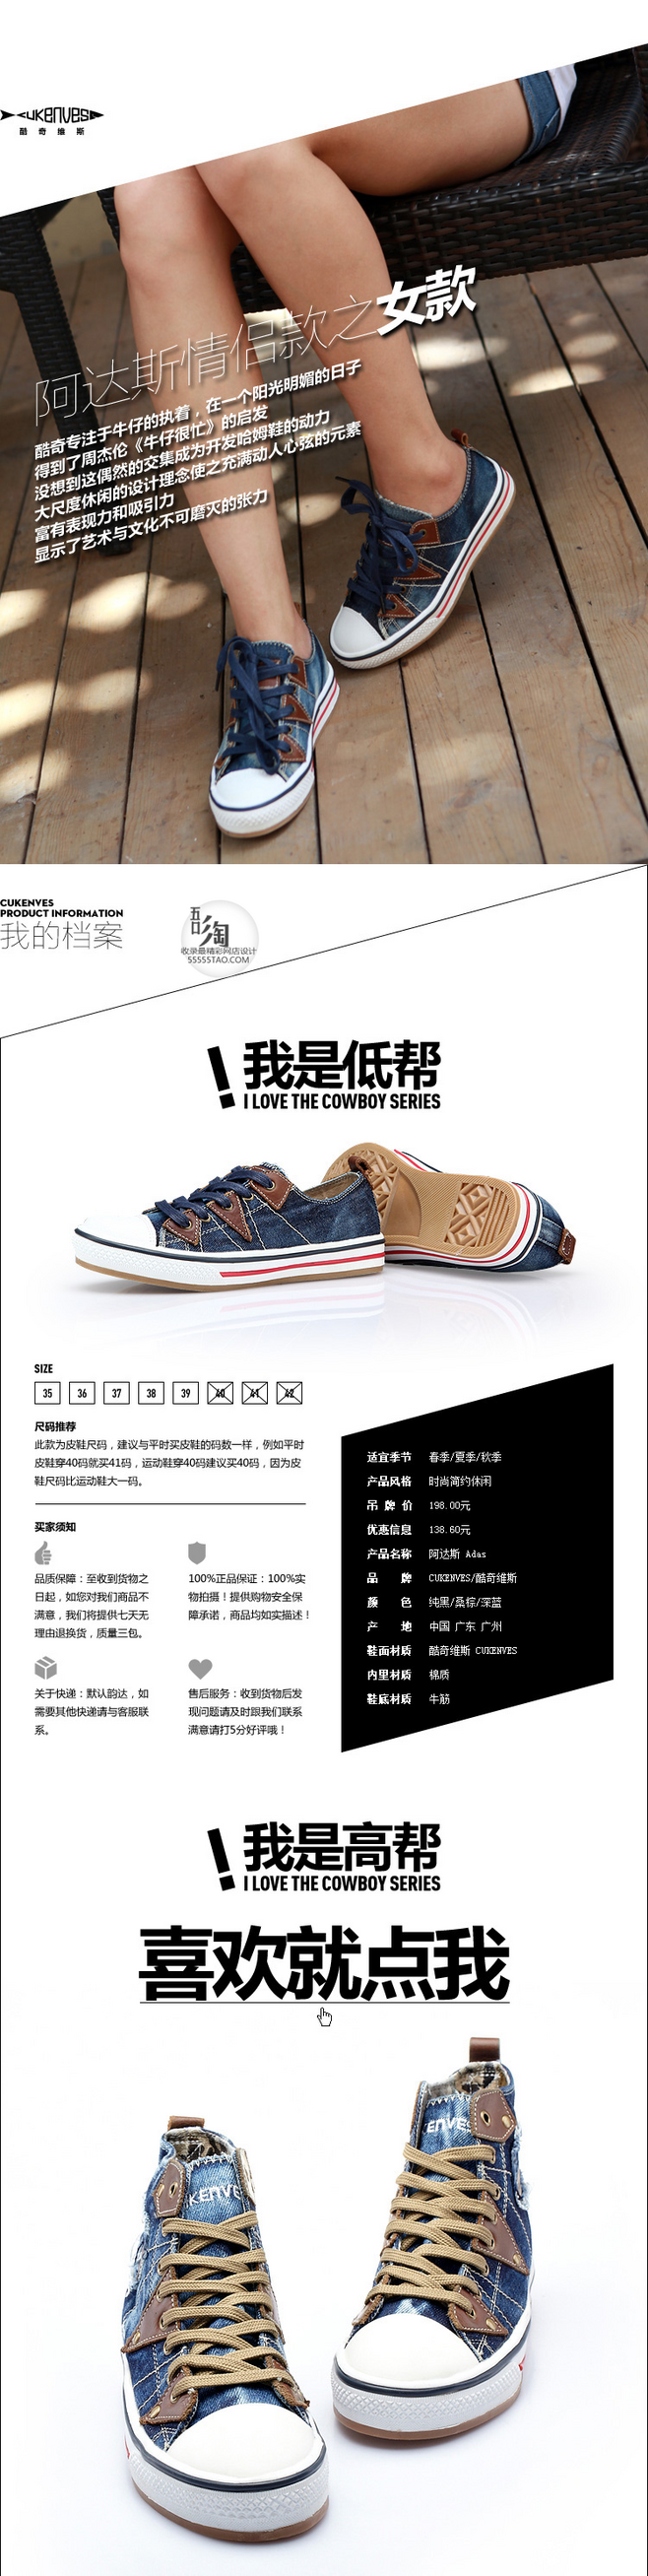 CUKENVES
酷奇维斯
阿达斯情侣款之女款
酷奇专注于牛仔的执着，在一个阳光明媚的日子
得到了周杰伦《牛仔很忙》的启发
没想到这偶然的交集成为开发哈姆鞋的动力
大尺度休闲的设计理念使之充满动人心弦的元素
富有表现力和吸引力
显示了艺术与文化不可磨灭的张力
CUKENVES
PRODUCT INFORMATION
我的档案
五吵淘
收录最精彩网店设计
55555TAO.COM
！我是低帮
I LOVE THE COWBOY SERIES
SIZE
35 36 37 38 39 40 41 42
尺码推荐
此款为皮鞋尺码，建议与平时买皮鞋的码数一样，例如平时
皮鞋穿40码就买41码，运动鞋穿40码建议买40码，因为皮
鞋尺码比运动鞋大一码。
买家须知
品质保障：至收到货物之
日起，如您对我们商品不
满意，我们将提供七天无
理由退换货，质量三包。
100%正品保证：100%实
物拍摄！提供购物安全保
障承诺，商品均如实描述！
关于快递：默认韵达，如
需要其他快递请与客服联
系。
售后服务：收到货物后发
现问题请及时跟我们联系
满意请打5分好评哦！
适宜季节 春季/夏季/秋季
产品风格 时尚简约休闲
吊牌价 198.00元
优惠信息 138.60元
产品名称 阿达斯 Adas
品牌 CUKENVES/酷奇维斯
颜色 纯黑/桑棕/深蓝
产地 中国 广东 广州
鞋面材质 酷奇维斯 CUKENVES
内里材质 棉质
鞋底材质 牛筋
！我是高帮
I LOVE THE COWBOY SERIES
喜欢就点我
KENVE
ENVES